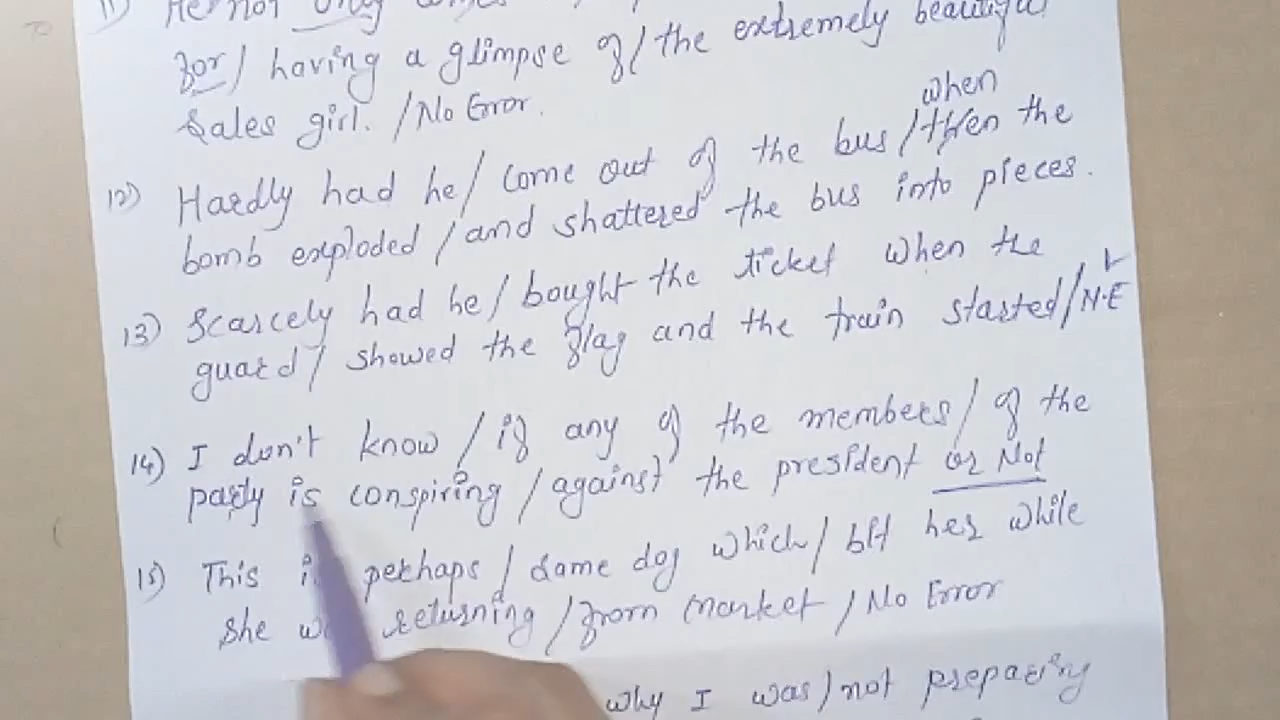 11) He not only
for/ having a glimpse of/ the extremely beautiful
sales girl. /No Error.
when
12) Hardly had he/ come out of the bus/ then the
bomb exploded /and shattered the bus into pieces.
13) Scarcely had he/ bought the ticket when the
guard/ showed the flag and the train started/N.E
14) I don't know /if any of the members/ of the
party is conspiring /against the president or Not
15) This is perhaps/ same dog which/ bit her while
she was returning /from market /No Error
why I was/not preparing